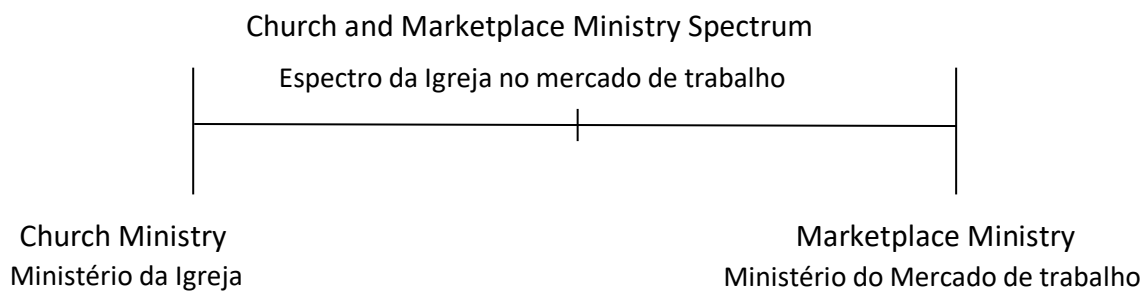 Church and Marketplace Ministry Spectrum
Espectro da Igreja no mercado de trabalho
Church Ministry
Ministério da Igreja
Marketplace Ministry
Ministério do Mercado de trabalho